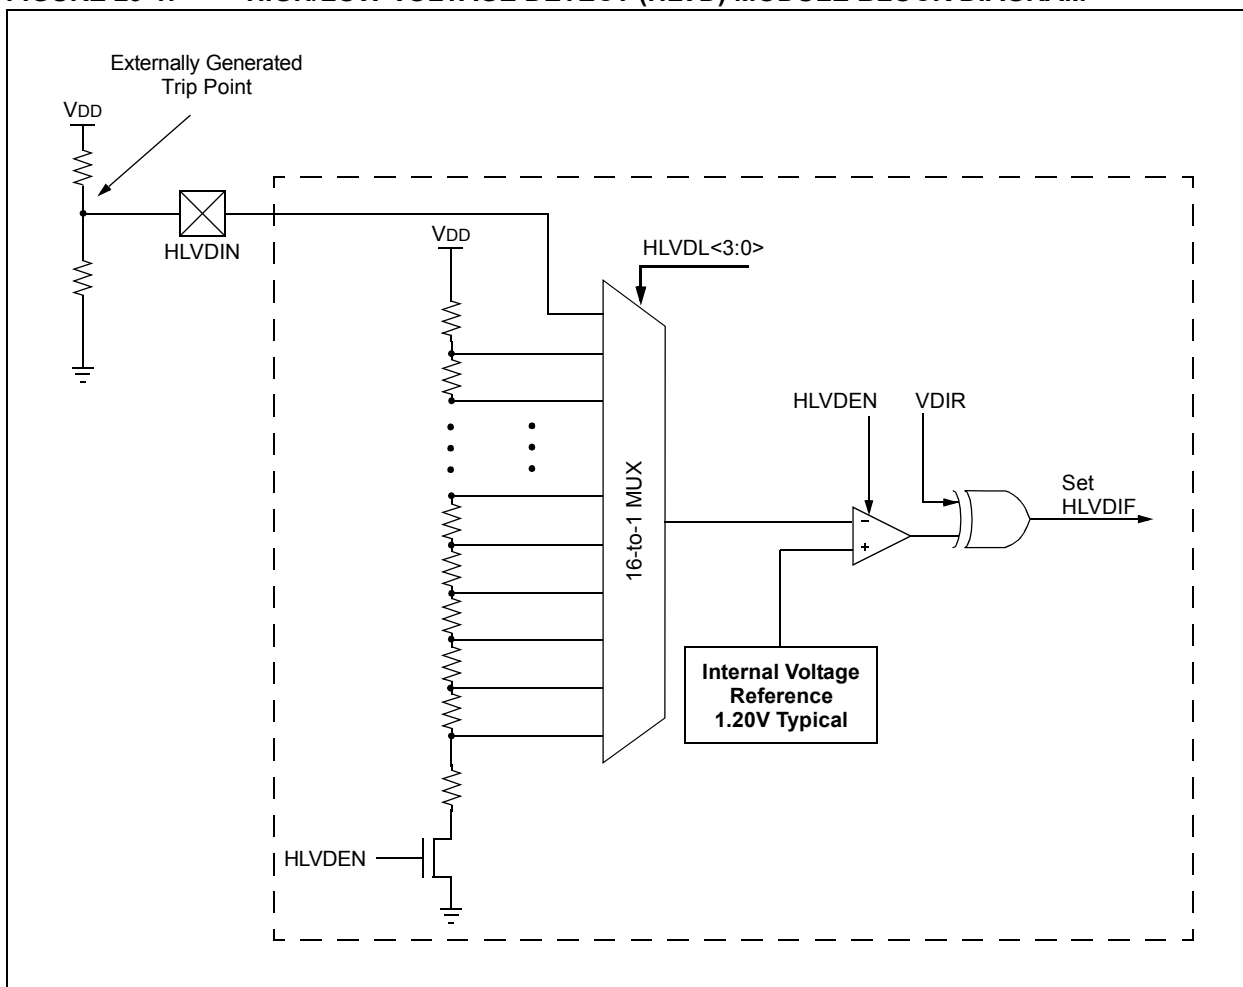 Externally Generated
Trip Point
VDD
HLVDIN
VDD
HLVDL<3:0>
16-to-1 MUX
HLVDEN
VDIR
Set
HLVDIF
–
+
Internal Voltage
Reference
1.20V Typical
HLVDEN